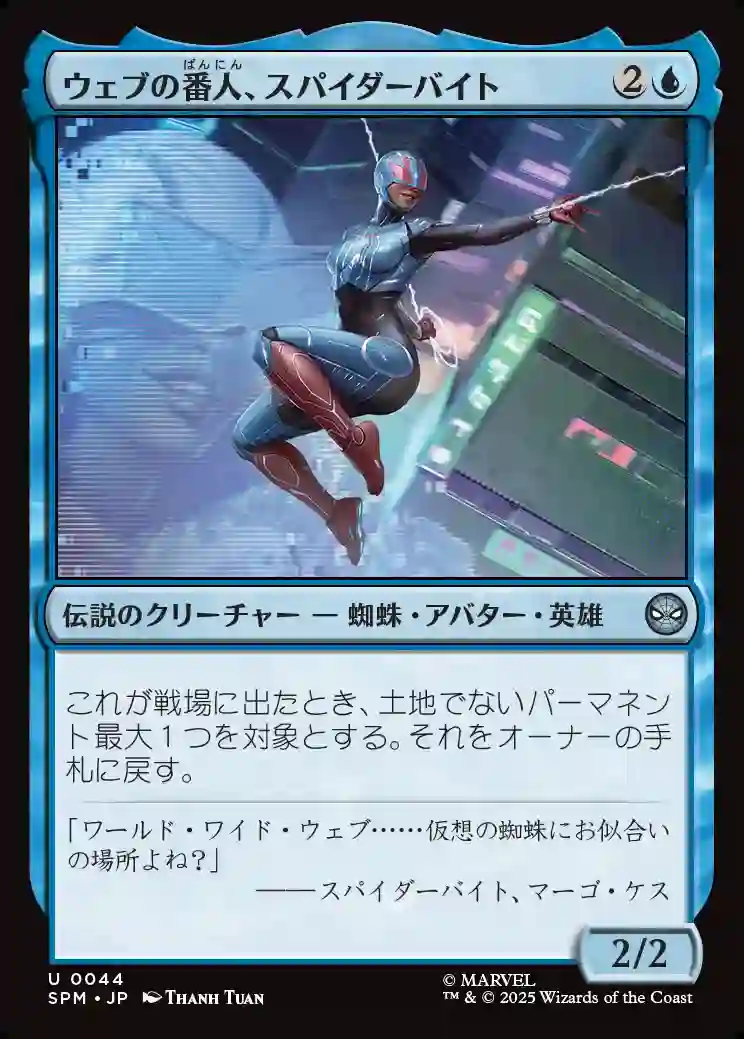 ばんにん
ウェブの番人、スパイダーバイト 2
伝説のクリーチャー — 蜘蛛・アバター・英雄
これが戦場に出たとき、土地でないパーマネン
ト最大１つを対象とする。それをオーナーの手
札に戻す。
「ワールド・ワイド・ウェブ……仮想の蜘蛛にお似合い
の場所よね？」
――スパイダーバイト、マーゴ・ケス
2/2
U 0044
SPM • JP Thanh Tuan
© MARVEL
™ & © 2025 Wizards of the Coast